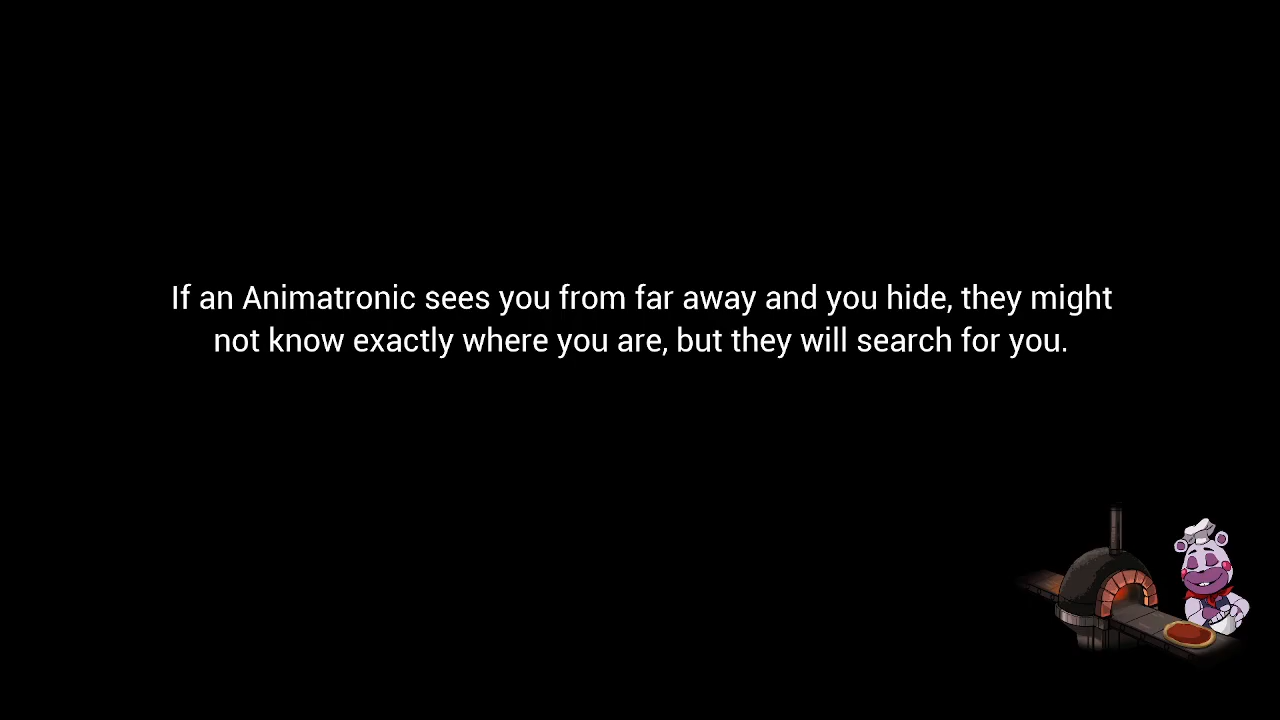 If an Animatronic sees you from far away and you hide, they might
not know exactly where you are, but they will search for you.